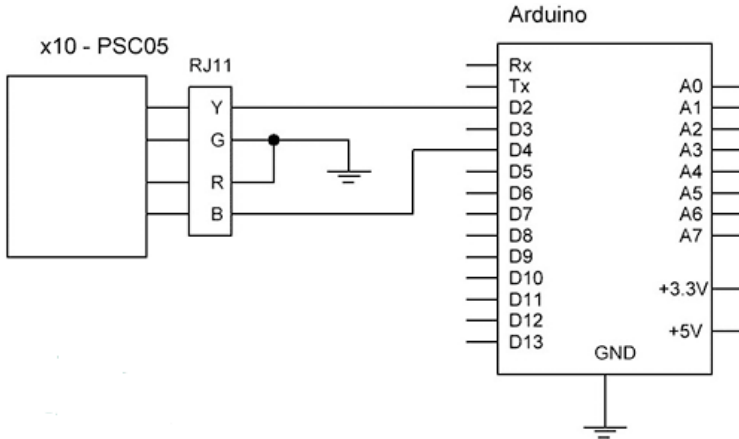 Arduino
x10 - PSC05
RJ11
Y
G
R
B
Rx
Tx
D2
D3
D4
D5
D6
D7
D8
D9
D10
D11
D12
D13
A0
A1
A2
A3
A4
A5
A6
A7
+3.3V
+5V
GND